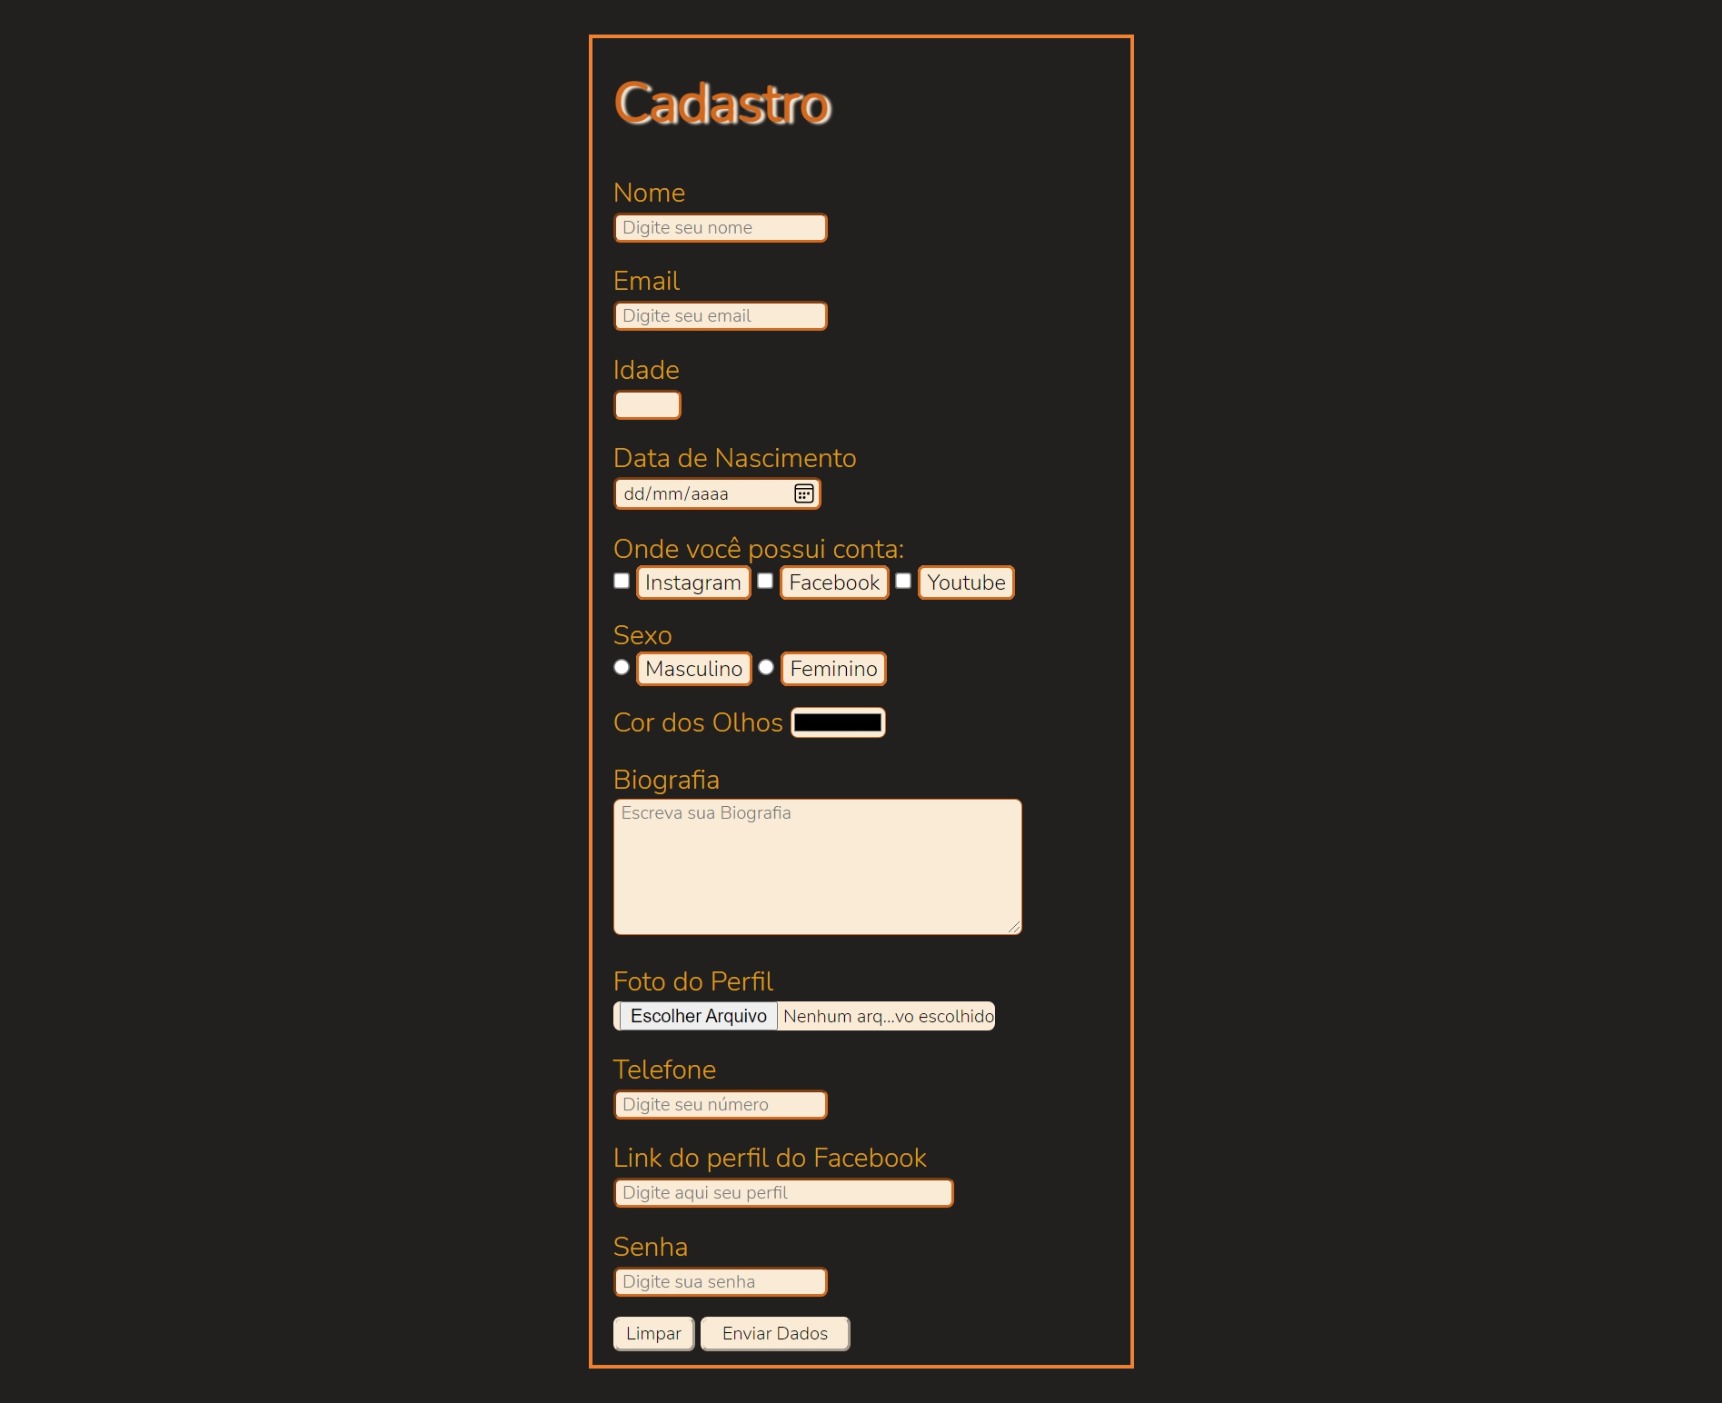 Cadastro
Nome
Digite seu nome
Email
Digite seu email
Idade
Data de Nascimento
dd/mm/aaaa
Onde você possui conta:
Instagram Facebook Youtube
Sexo
Masculino Feminino
Cor dos Olhos
Biografia
Escreva sua Biografia
Foto do Perfil
Escolher Arquivo Nenhum arq...vo escolhido
Telefone
Digite seu número
Link do perfil do Facebook
Digite aqui seu perfil
Senha
Digite sua senha
Limpar Enviar Dados